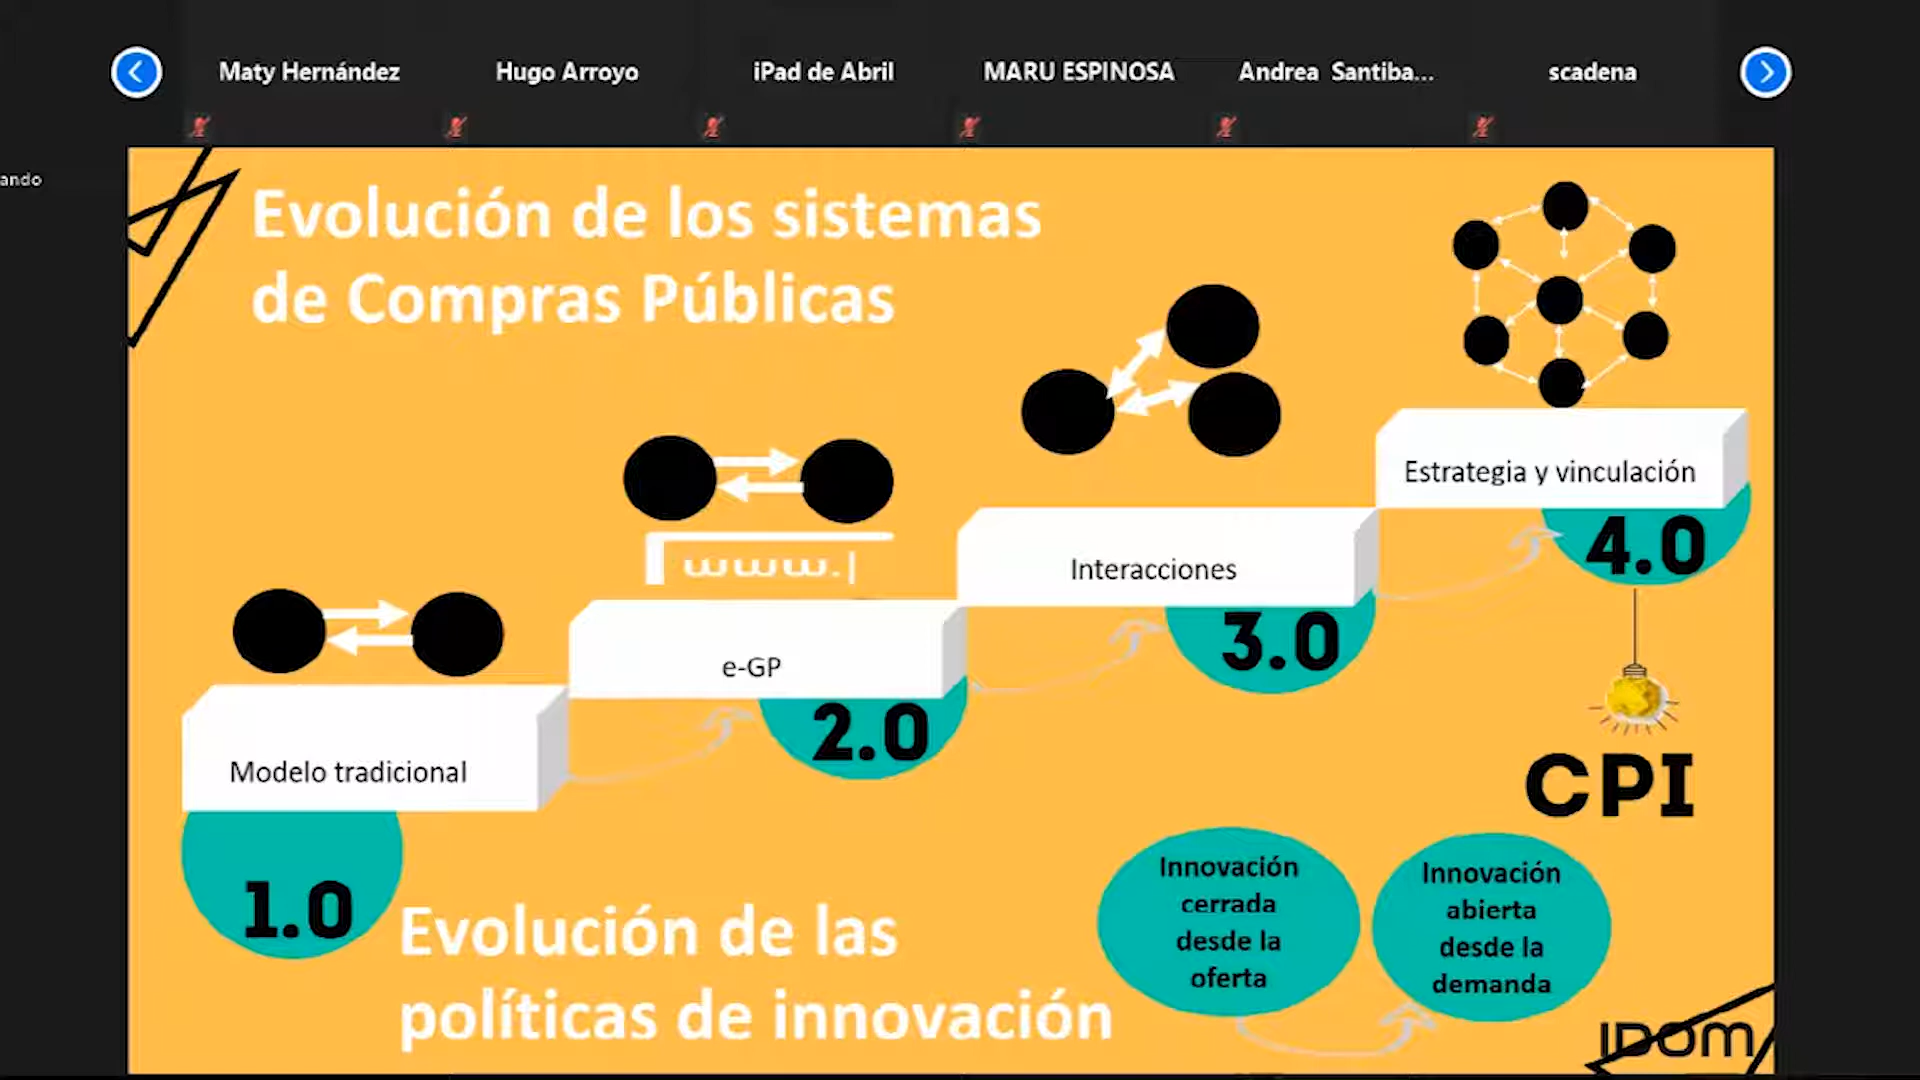 Maty Hernández
Hugo Arroyo
iPad de Abril
MARU ESPINOSA
Andrea Santiba...
scadena
ando
Evolución de los sistemas
de Compras Públicas
Estrategia y vinculación
4.0
Interacciones
3.0
www.
e-GP
2.0
Modelo tradicional
1.0
CPI
Evolución de las
políticas de innovación
Innovación
cerrada
desde la
oferta
Innovación
abierta
desde la
demanda
IDOM